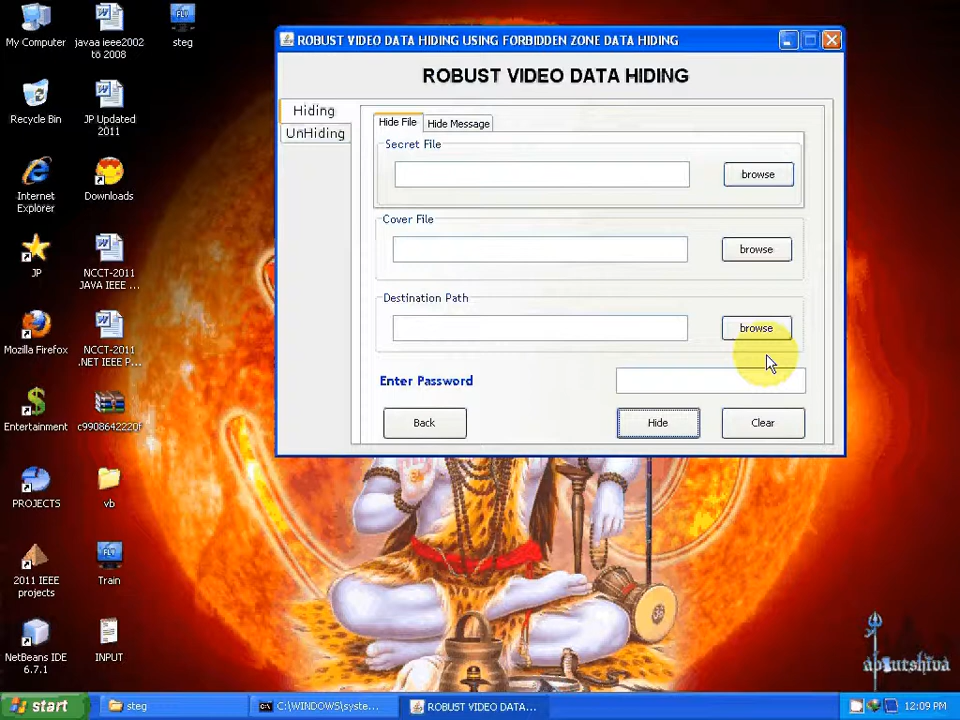 My Computer
javaa ieee2002
to 2008
steg
Recycle Bin
JP Updated
2011
Internet
Explorer
Downloads
JP
NCCT-2011
JAVA IEEE ...
Mozilla Firefox
NCCT-2011
.NET IEEE P...
Entertainment
c9908642220f
PROJECTS
vb
2011 IEEE
projects
Train
NetBeans IDE
6.7.1
INPUT
ROBUST VIDEO DATA HIDING USING FORBIDDEN ZONE DATA HIDING
ROBUST VIDEO DATA HIDING
Hiding
UnHiding
Hide File
Hide Message
Secret File
browse
Cover File
browse
Destination Path
browse
Enter Password
Back
Hide
Clear
start
steg
C:\WINDOWS\syste...
ROBUST VIDEO DATA...
12:09 PM